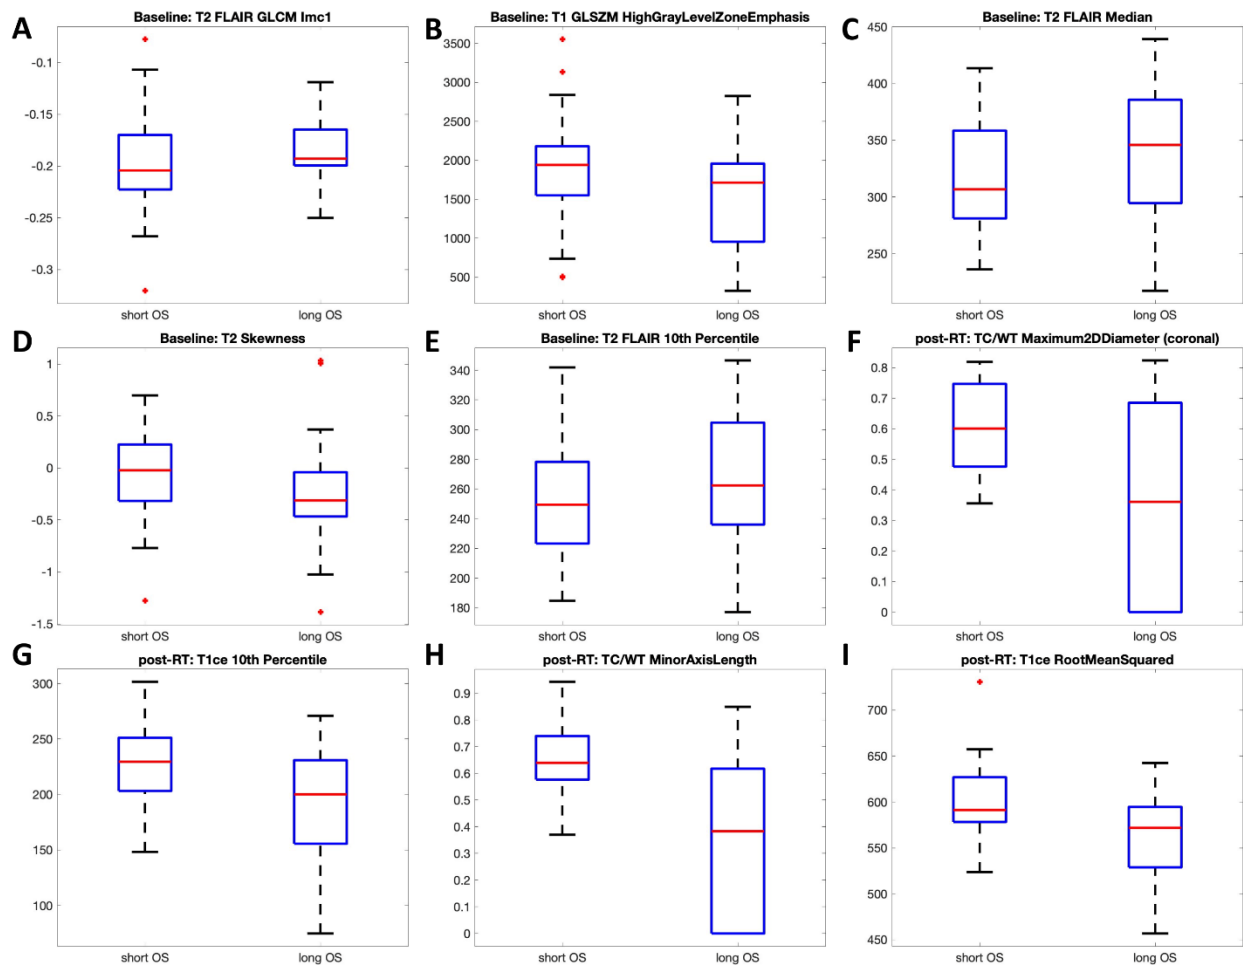 A
Baseline: T2 FLAIR GLCM Imc1
-0.1
-0.15
-0.2
-0.25
-0.3
short OS
long OS
B
Baseline: T1 GLSZM HighGrayLevelZoneEmphasis
3500
3000
2500
2000
1500
1000
500
short OS
long OS
C
Baseline: T2 FLAIR Median
450
400
350
300
250
short OS
long OS
D
Baseline: T2 Skewness
1
0.5
0
-0.5
-1
-1.5
short OS
long OS
E
Baseline: T2 FLAIR 10th Percentile
340
320
300
280
260
240
220
200
180
short OS
long OS
F
post-RT: TC/WT Maximum2DDiameter (coronal)
0.8
0.7
0.6
0.5
0.4
0.3
0.2
0.1
0
short OS
long OS
G
post-RT: T1ce 10th Percentile
300
250
200
150
100
short OS
long OS
H
post-RT: TC/WT MinorAxisLength
0.9
0.8
0.7
0.6
0.5
0.4
0.3
0.2
0.1
0
short OS
long OS
I
post-RT: T1ce RootMeanSquared
700
650
600
550
500
450
short OS
long OS